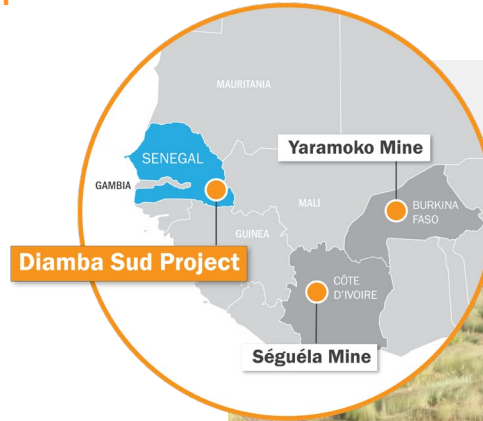 MAURITANIA
Yaramoko Mine
SENEGAL
GAMBIA
MALI
BURKINA
FASO
GUINEA
Diamba Sud Project
CÔTE
D'IVOIRE
Séguéla Mine